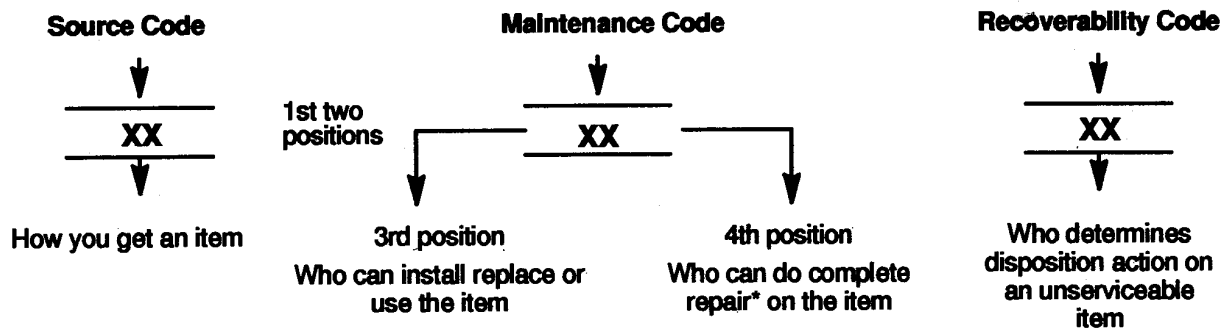 Source Code
Maintenance Code
Recoverability Code
XX
1st two
positions
XX
XX
How you get an item
3rd position
Who can install replace or
use the item
4th position
Who can do complete
repair* on the item
Who determines
disposition action on
an unserviceable
item